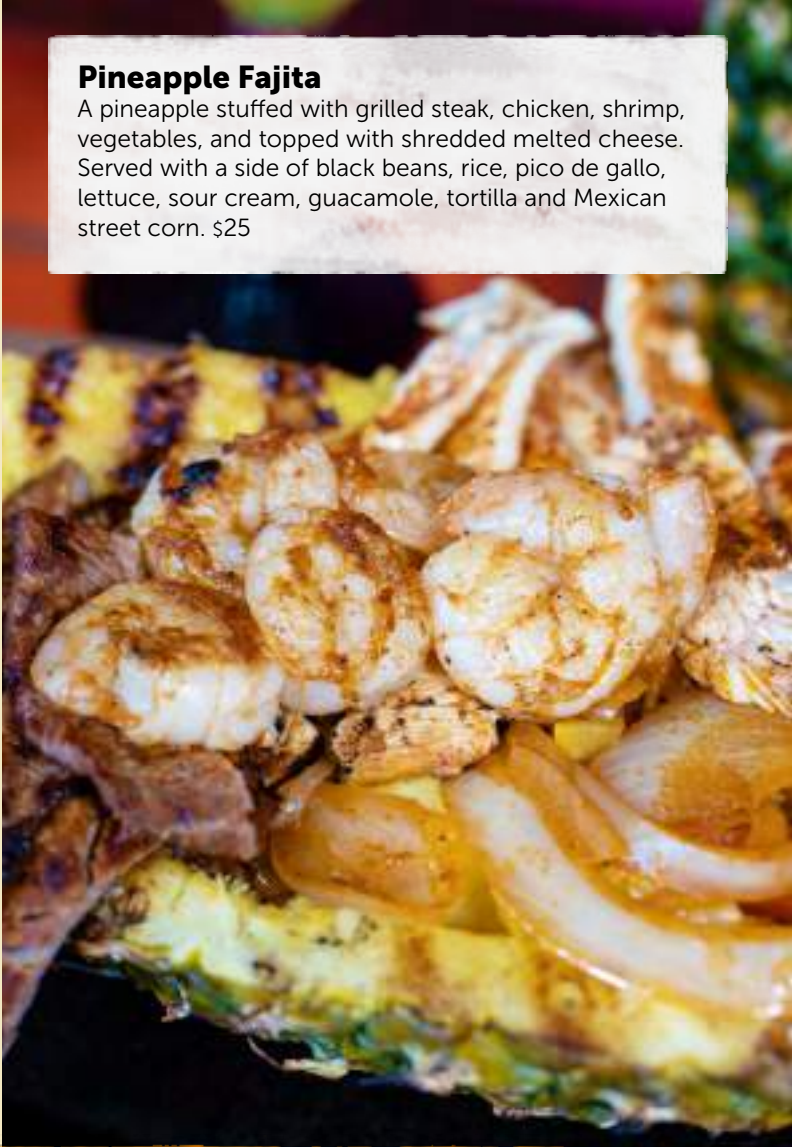 Pineapple Fajita
A pineapple stuffed with grilled steak, chicken, shrimp,
vegetables, and topped with shredded melted cheese.
Served with a side of black beans, rice, pico de gallo,
lettuce, sour cream, guacamole, tortilla and Mexican
street corn. $25